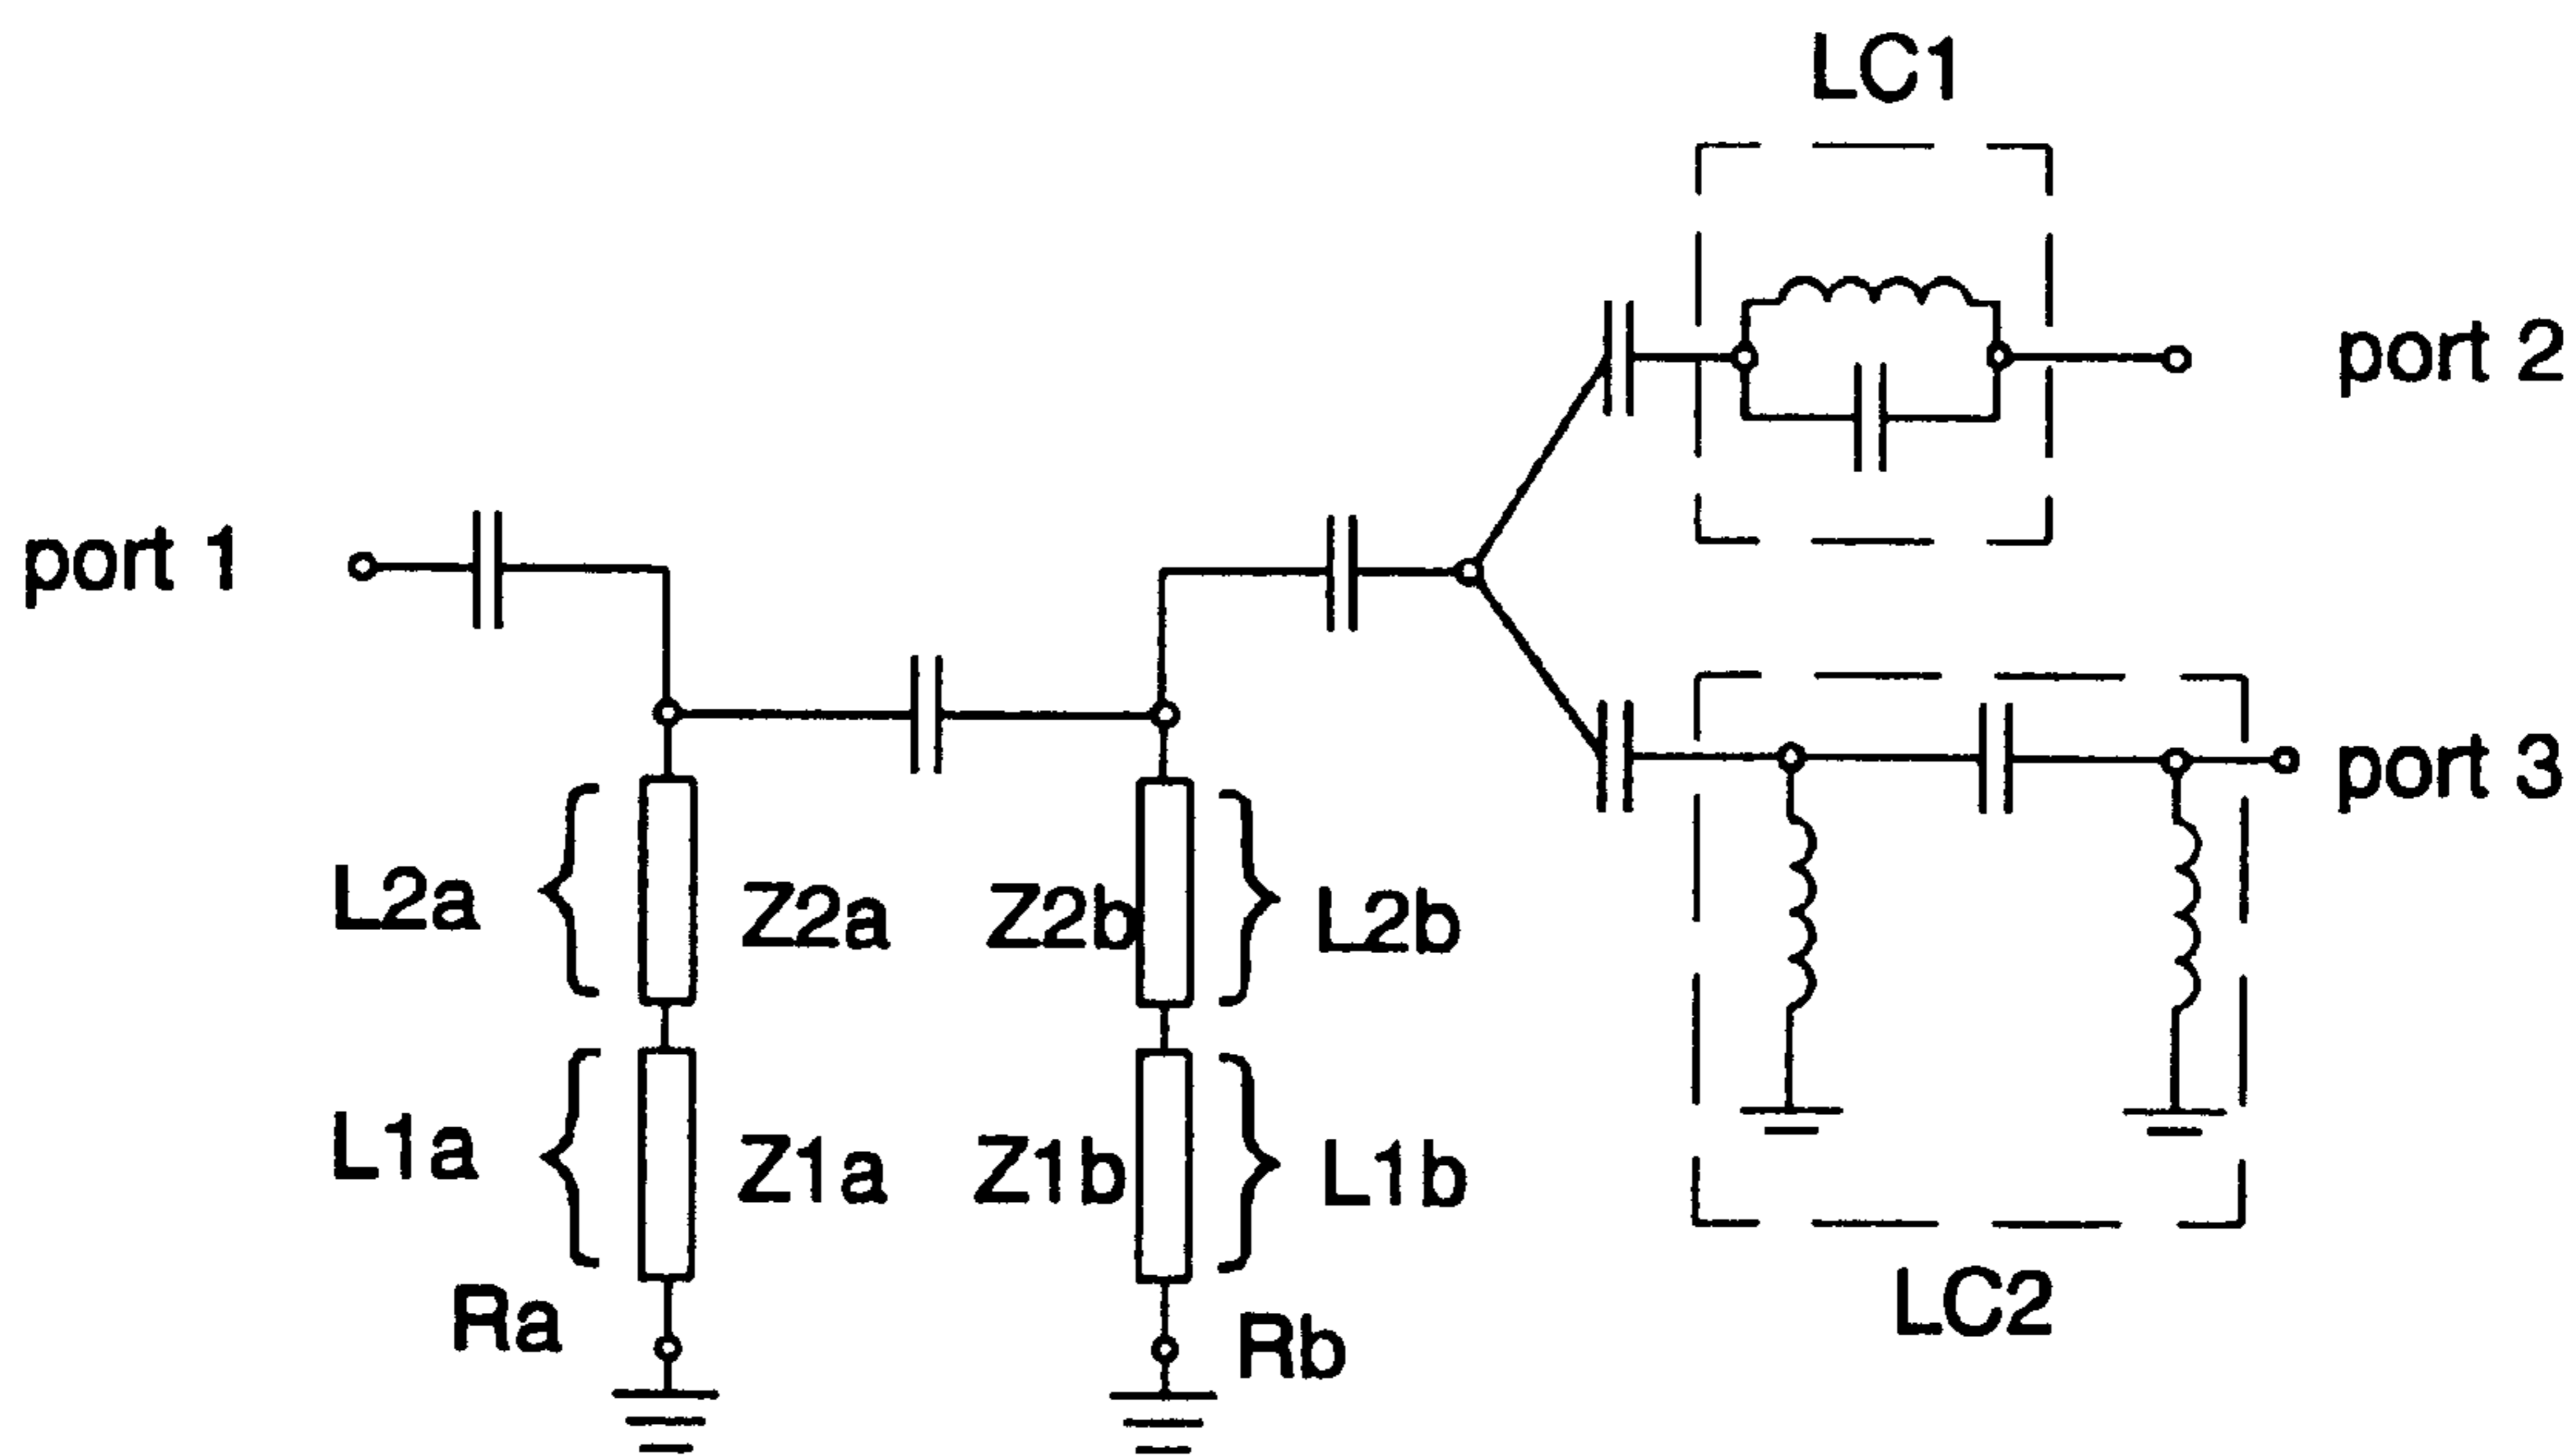 LC1
port 2
port 1
port 3
L2a
Z2a
Z2b
L2b
L1a
Z1a
Z1b
L1b
Ra
Rb
LC2